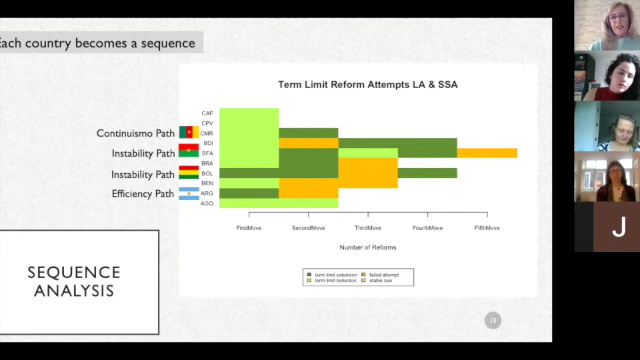 Each country becomes a sequence
Term Limit Reform Attempts LA & SSA
CAF
CPV
Continuismo Path
CMR
BDI
Instability Path
BFA
BRA
Instability Path
BOL
BEN
Efficiency Path
ARG
AGO
FirstMove
SecondMove
ThirdMove
FourthMove
FifthMove
Number of Reforms
term limit extension
failed attempt
term limit reduction
stable rule
SEQUENCE
ANALYSIS
13
J